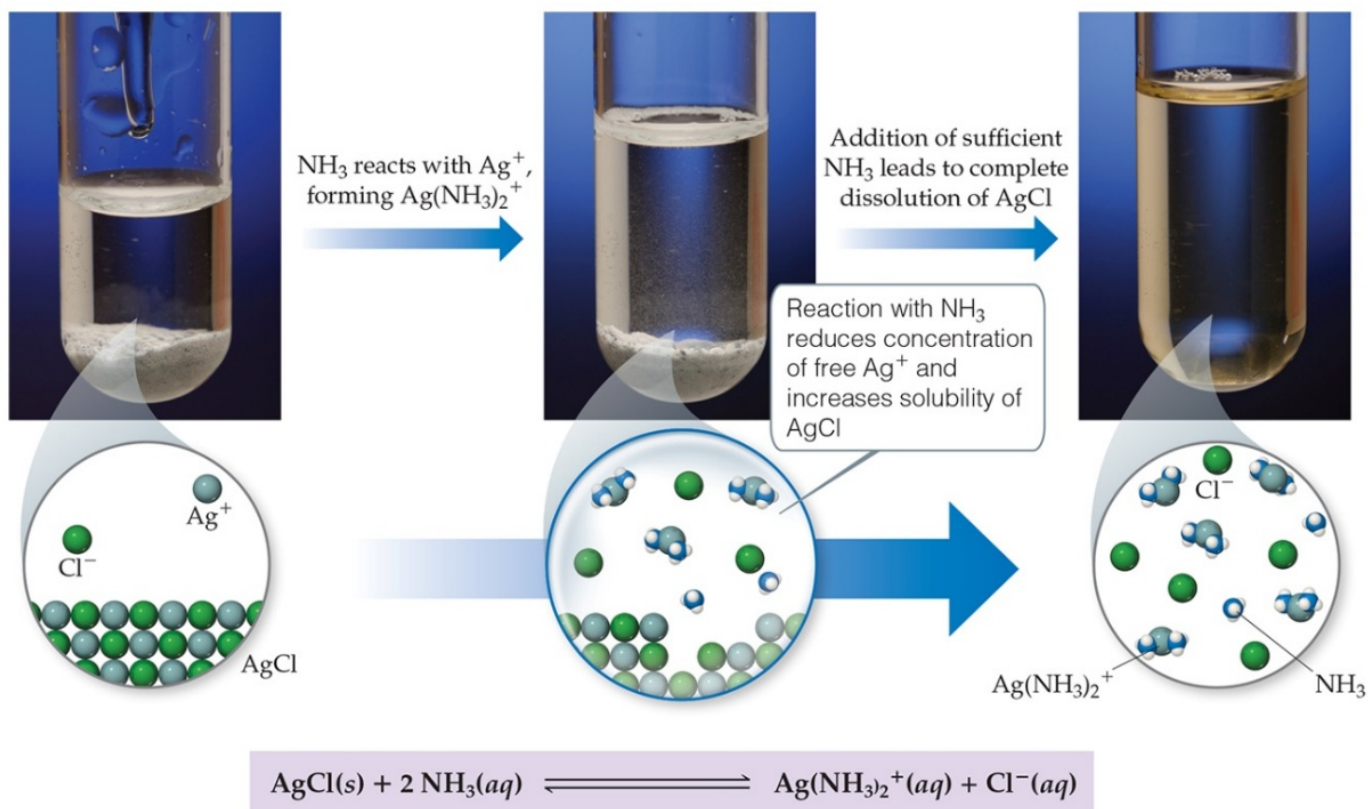 NH₃ reacts with Ag⁺,
forming Ag(NH₃)₂⁺
Addition of sufficient
NH₃ leads to complete
dissolution of AgCl
Reaction with NH₃
reduces concentration
of free Ag⁺ and
increases solubility of
AgCl
Ag⁺
Cl⁻
AgCl
Cl⁻
Ag(NH₃)₂⁺
NH₃
AgCl(s) + 2 NH₃(aq) ⇌ Ag(NH₃)₂⁺(aq) + Cl⁻(aq)